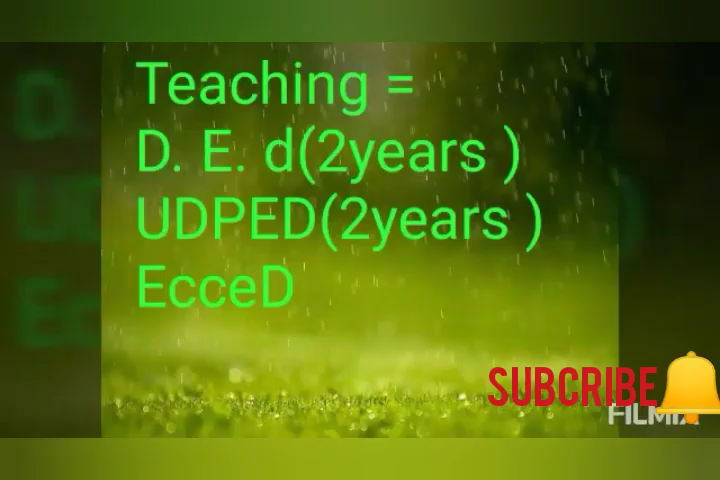 Teaching =
D. E. d(2years )
UDPED(2years )
EcceD
SUBCRIBE
FILMIX